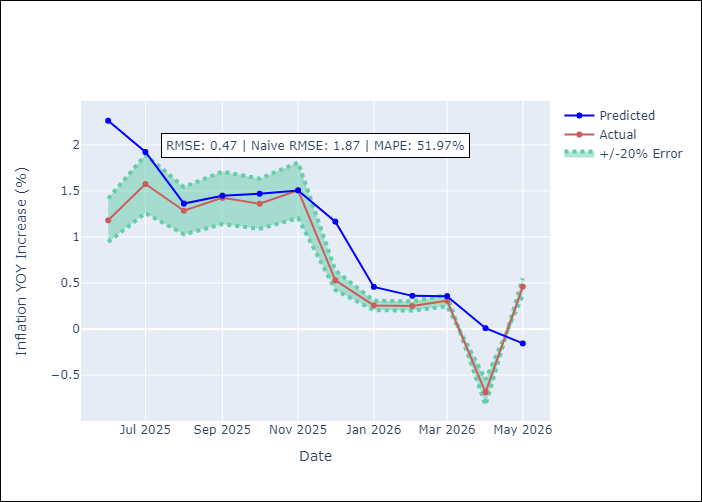 RMSE: 0.47 | Naive RMSE: 1.87 | MAPE: 51.97%
Predicted
Actual
+/-20% Error
Inflation YOY Increase (%)
2
1.5
1
0.5
0
−0.5
Jul 2025
Sep 2025
Nov 2025
Jan 2026
Mar 2026
May 2026
Date